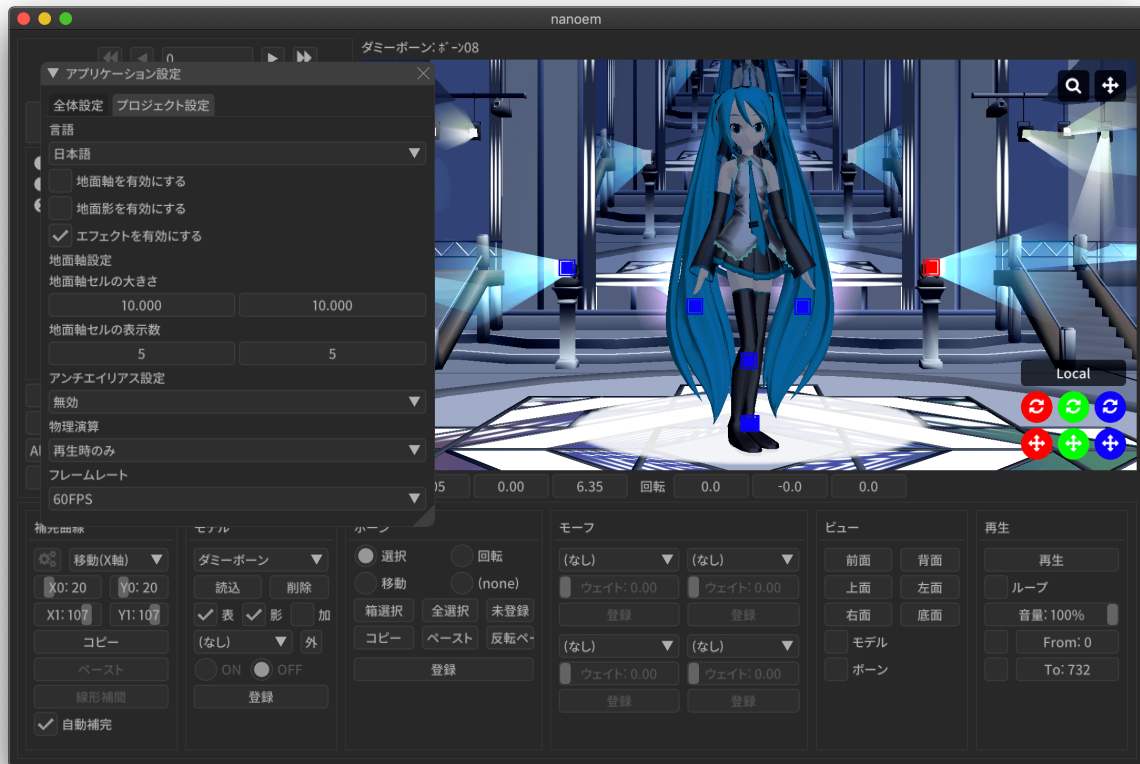 nanoem
0
ダミーボーン: ﾎﾞｰﾝ08
アプリケーション設定
全体設定 プロジェクト設定
言語
日本語
地面軸を有効にする
地面影を有効にする
エフェクトを有効にする
地面軸設定
地面軸セルの大きさ
10.000 10.000
地面軸セルの表示数
5 5
アンチエイリアス設定
無効
物理演算
再生時のみ
フレームレート
60FPS
Local
0.00 6.35 回転 0.0 -0.0 0.0
補完曲線
移動(X軸)
X0: 20 Y0: 20
X1: 107 Y1: 107
コピー
ペースト
線形補間
自動補完
モデル
ダミーボーン
読込 削除
表 影 加
(なし) 外
ON OFF
登録
ボーン
選択 回転
移動 (none)
箱選択 全選択 未登録
コピー ペースト 反転ペー
登録
モーフ
(なし) (なし)
ウェイト: 0.00 ウェイト: 0.00
登録 登録
(なし) (なし)
ウェイト: 0.00 ウェイト: 0.00
登録 登録
ビュー
前面 背面
上面 左面
右面 底面
モデル
ボーン
再生
再生
ループ
音量: 100%
From: 0
To: 732